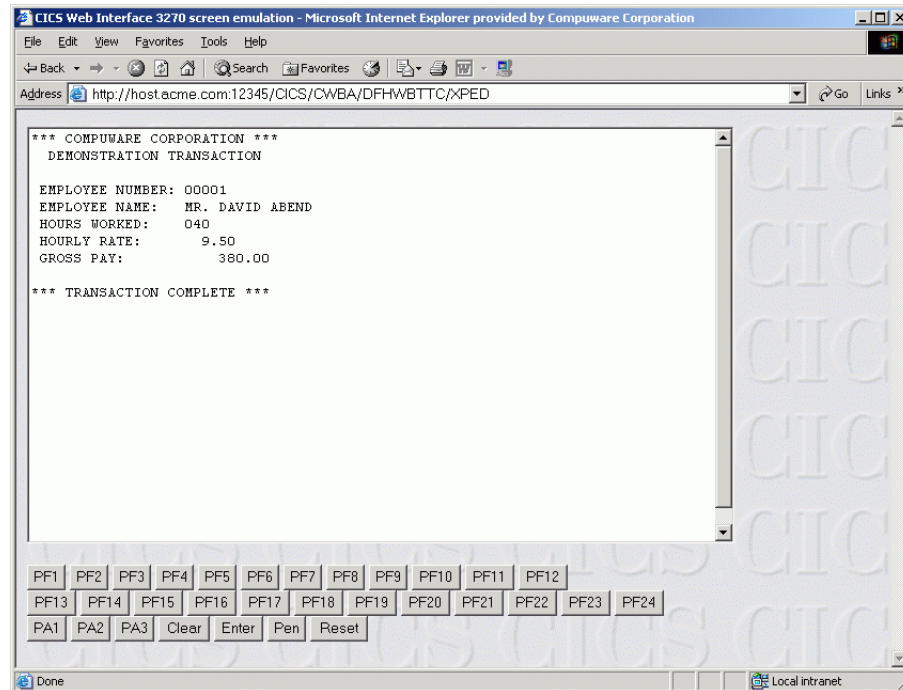 CICS Web Interface 3270 screen emulation - Microsoft Internet Explorer provided by Compuware Corporation
File Edit View Favorites Tools Help
Back Search Favorites
Address http://host.acme.com:12345/CICS/CWBA/DFHWBTTC/XPED Go Links »
*** COMPUWARE CORPORATION ***
DEMONSTRATION TRANSACTION
EMPLOYEE NUMBER: 00001
EMPLOYEE NAME: MR. DAVID ABEND
HOURS WORKED: 040
HOURLY RATE: 9.50
GROSS PAY: 380.00
*** TRANSACTION COMPLETE ***
PF1 PF2 PF3 PF4 PF5 PF6 PF7 PF8 PF9 PF10 PF11 PF12
PF13 PF14 PF15 PF16 PF17 PF18 PF19 PF20 PF21 PF22 PF23 PF24
PA1 PA2 PA3 Clear Enter Pen Reset
Done Local intranet